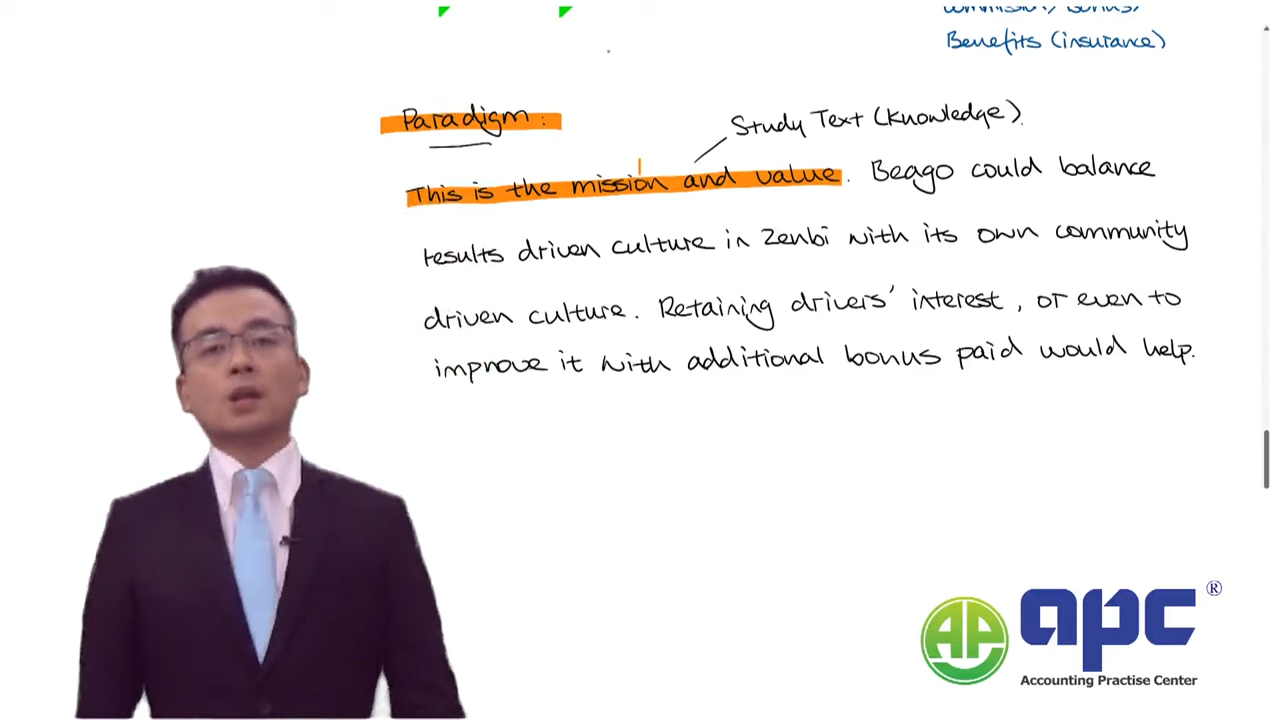 Benefits (insurance)
Paradigm :
Study Text (Knowledge).
This is the mission and value. Beago could balance
results driven culture in Zenbi with its own community
driven culture. Retaining drivers' interest, or even to
improve it with additional bonus paid would help.
AP
apc ®
Accounting Practise Center